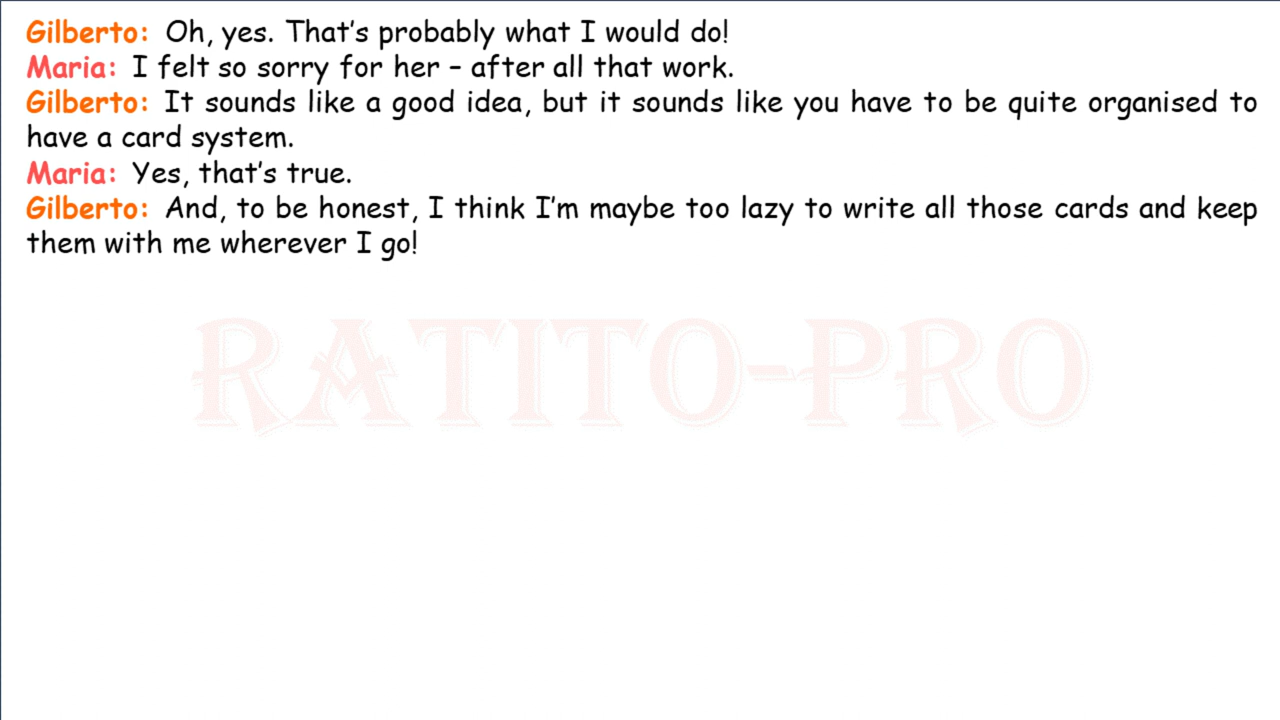 Gilberto: Oh, yes. That's probably what I would do!
Maria: I felt so sorry for her – after all that work.
Gilberto: It sounds like a good idea, but it sounds like you have to be quite organised to
have a card system.
Maria: Yes, that's true.
Gilberto: And, to be honest, I think I'm maybe too lazy to write all those cards and keep
them with me wherever I go!
RATITO-PRO